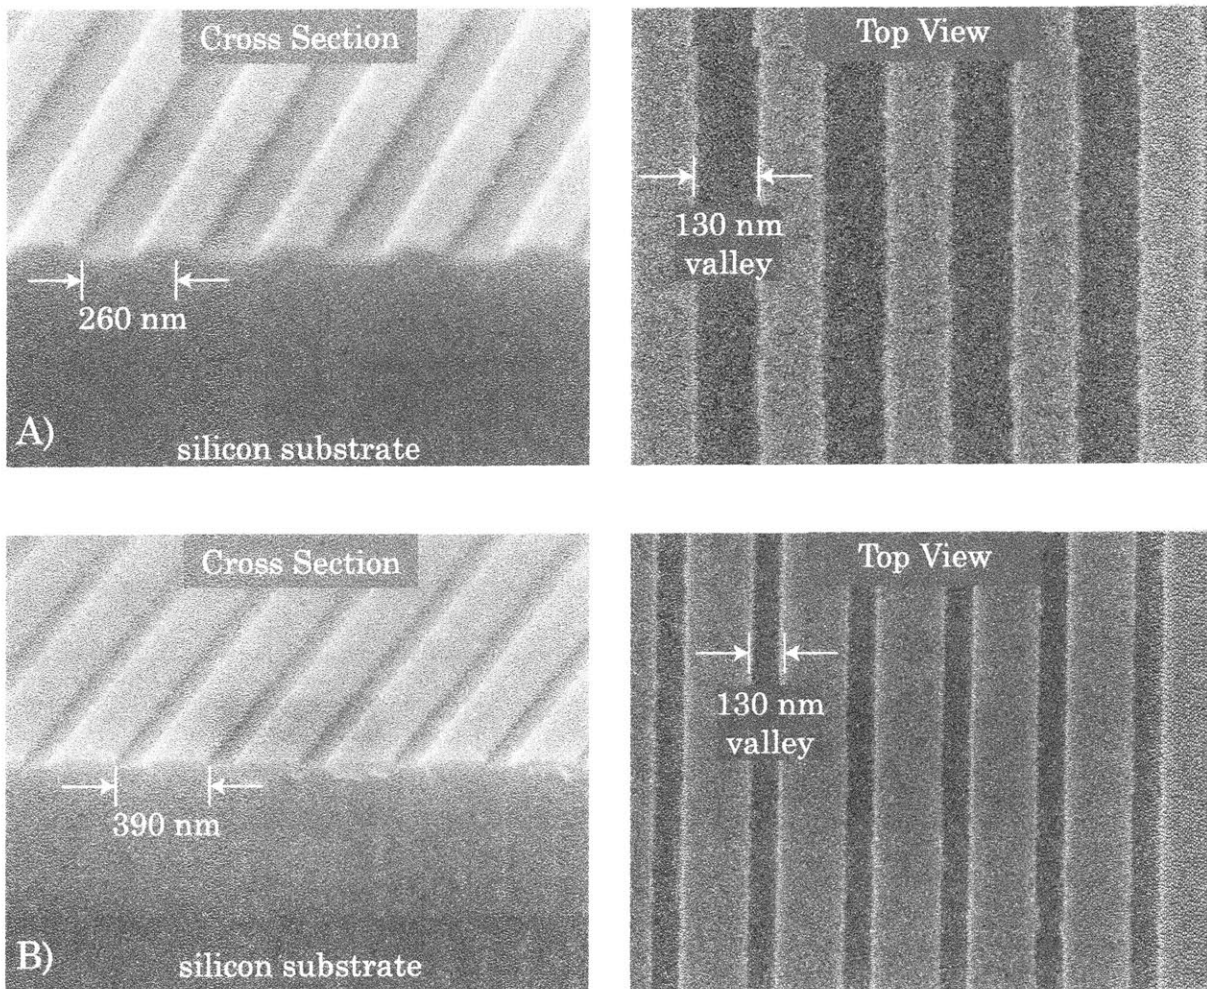 Cross Section
260 nm
A)
silicon substrate
Top View
130 nm
valley
Cross Section
390 nm
B)
silicon substrate
Top View
130 nm
valley